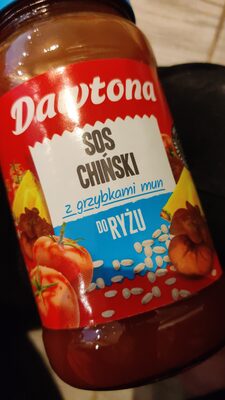 Dawtona
SOS
CHIŃSKI
z grzybkami mun
DO RYŻU